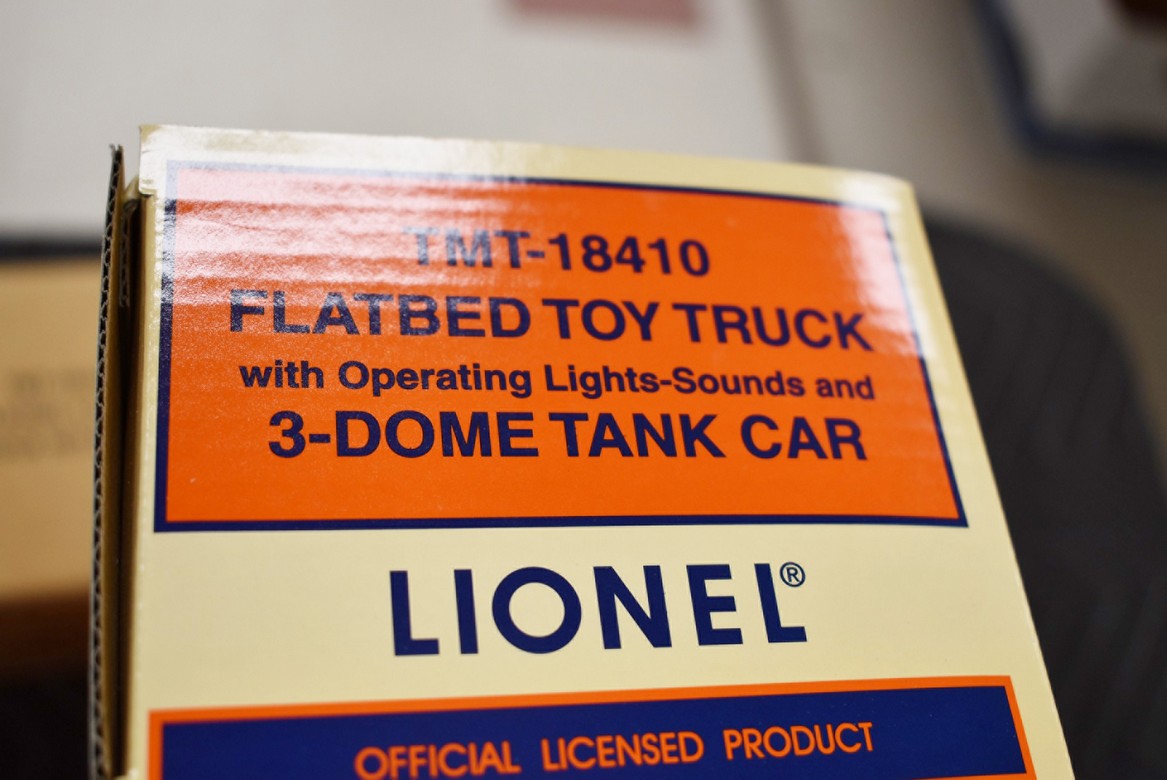 TMT-18410
FLATBED TOY TRUCK
with Operating Lights-Sounds and
3-DOME TANK CAR
LIONEL®
OFFICIAL LICENSED PRODUCT